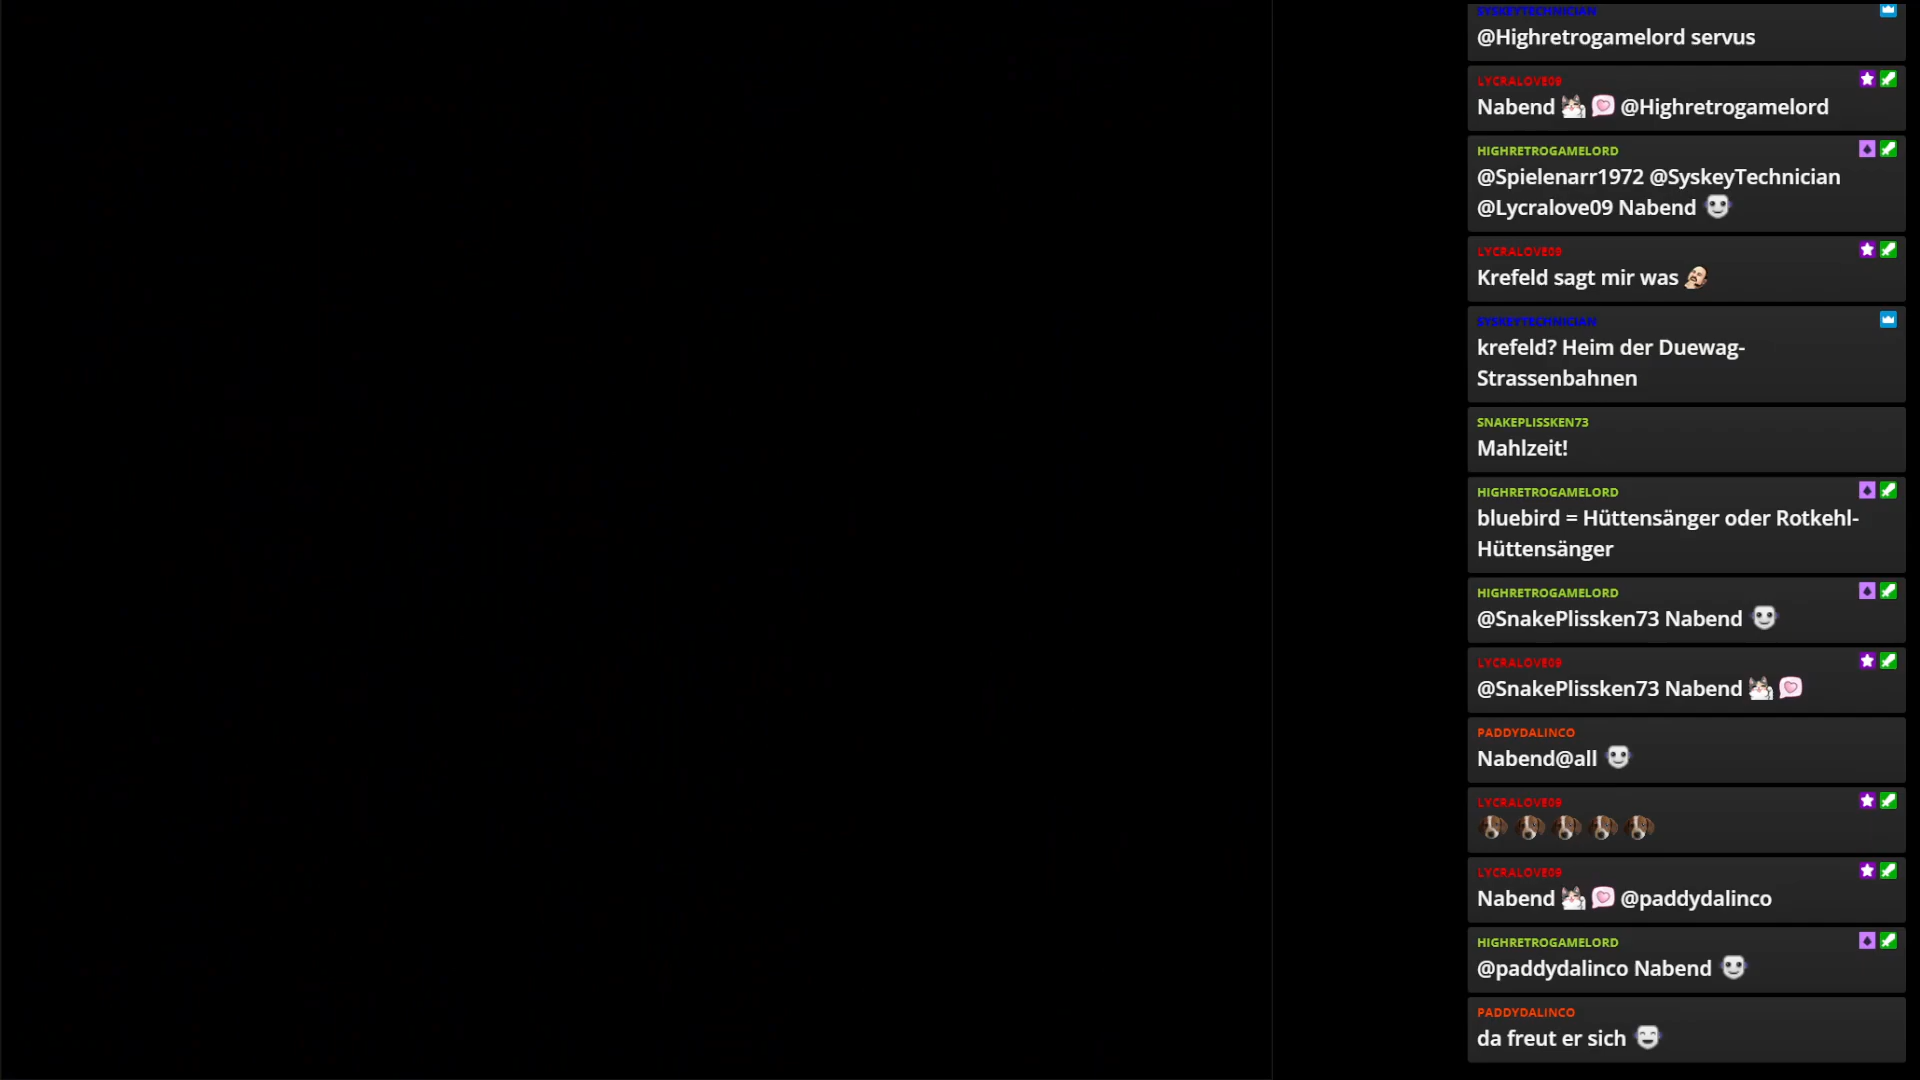 SYSKEYTECHNICIAN
@Highretrogamelord servus
LYCRALOVE09
Nabend @Highretrogamelord
HIGHRETROGAMELORD
@Spielenarr1972 @SyskeyTechnician
@Lycralove09 Nabend
LYCRALOVE09
Krefeld sagt mir was
SYSKEYTECHNICIAN
krefeld? Heim der Duewag-
Strassenbahnen
SNAKEPLISSKEN73
Mahlzeit!
HIGHRETROGAMELORD
bluebird = Hüttensänger oder Rotkehl-
Hüttensänger
HIGHRETROGAMELORD
@SnakePlissken73 Nabend
LYCRALOVE09
@SnakePlissken73 Nabend
PADDYDALINCO
Nabend@all
LYCRALOVE09
LYCRALOVE09
Nabend @paddydalinco
HIGHRETROGAMELORD
@paddydalinco Nabend
PADDYDALINCO
da freut er sich